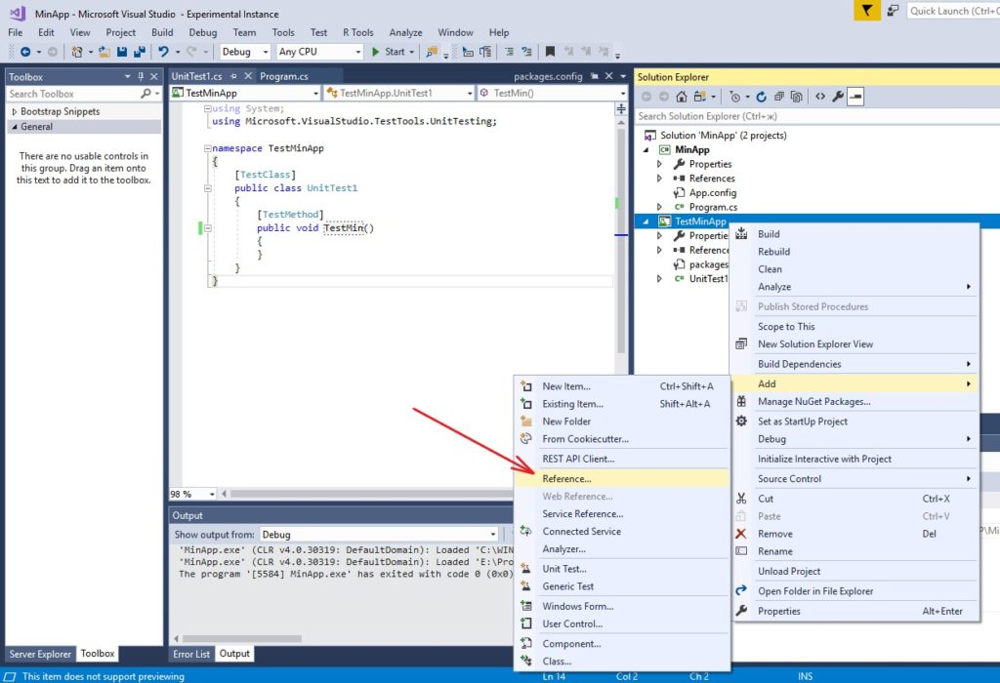 MinApp - Microsoft Visual Studio - Experimental Instance
Quick Launch (Ctrl+C
File Edit View Project Build Debug Team Tools Test R Tools Analyze Window Help
Debug Any CPU Start
Toolbox
Search Toolbox
Bootstrap Snippets
General
There are no usable controls in
this group. Drag an item onto
this text to add it to the toolbox.
UnitTest1.cs Program.cs packages.config
TestMinApp TestMinApp.UnitTest1 TestMin()
using System;
using Microsoft.VisualStudio.TestTools.UnitTesting;
namespace TestMinApp
{
[TestClass]
public class UnitTest1
{
[TestMethod]
public void TestMin()
{
}
}
}
98 %
Output
Show output from: Debug
'MinApp.exe' (CLR v4.0.30319: DefaultDomain): Loaded 'C:\WIN
'MinApp.exe' (CLR v4.0.30319: DefaultDomain): Loaded 'E:\Pro
The program '[5584] MinApp.exe' has exited with code 0 (0x0)
Server Explorer Toolbox
Error List Output
Solution Explorer
Search Solution Explorer (Ctrl+ж)
Solution 'MinApp' (2 projects)
MinApp
Properties
References
App.config
Program.cs
TestMinApp
Propertie
Reference
packages
UnitTest1
Build
Rebuild
Clean
Analyze
Publish Stored Procedures
Scope to This
New Solution Explorer View
Build Dependencies
Add
Manage NuGet Packages...
Set as StartUp Project
Debug
Initialize Interactive with Project
Source Control
Cut Ctrl+X
Paste Ctrl+V
Remove Del
Rename
Unload Project
Open Folder in File Explorer
Properties Alt+Enter
New Item... Ctrl+Shift+A
Existing Item... Shift+Alt+A
New Folder
From Cookiecutter...
REST API Client...
Reference...
Web Reference...
Service Reference...
Connected Service
Analyzer...
Unit Test...
Generic Test
Windows Form...
User Control...
Component...
Class...
P\Mi
This item does not support previewing Ln 14 Col 2 Ch 2 INS